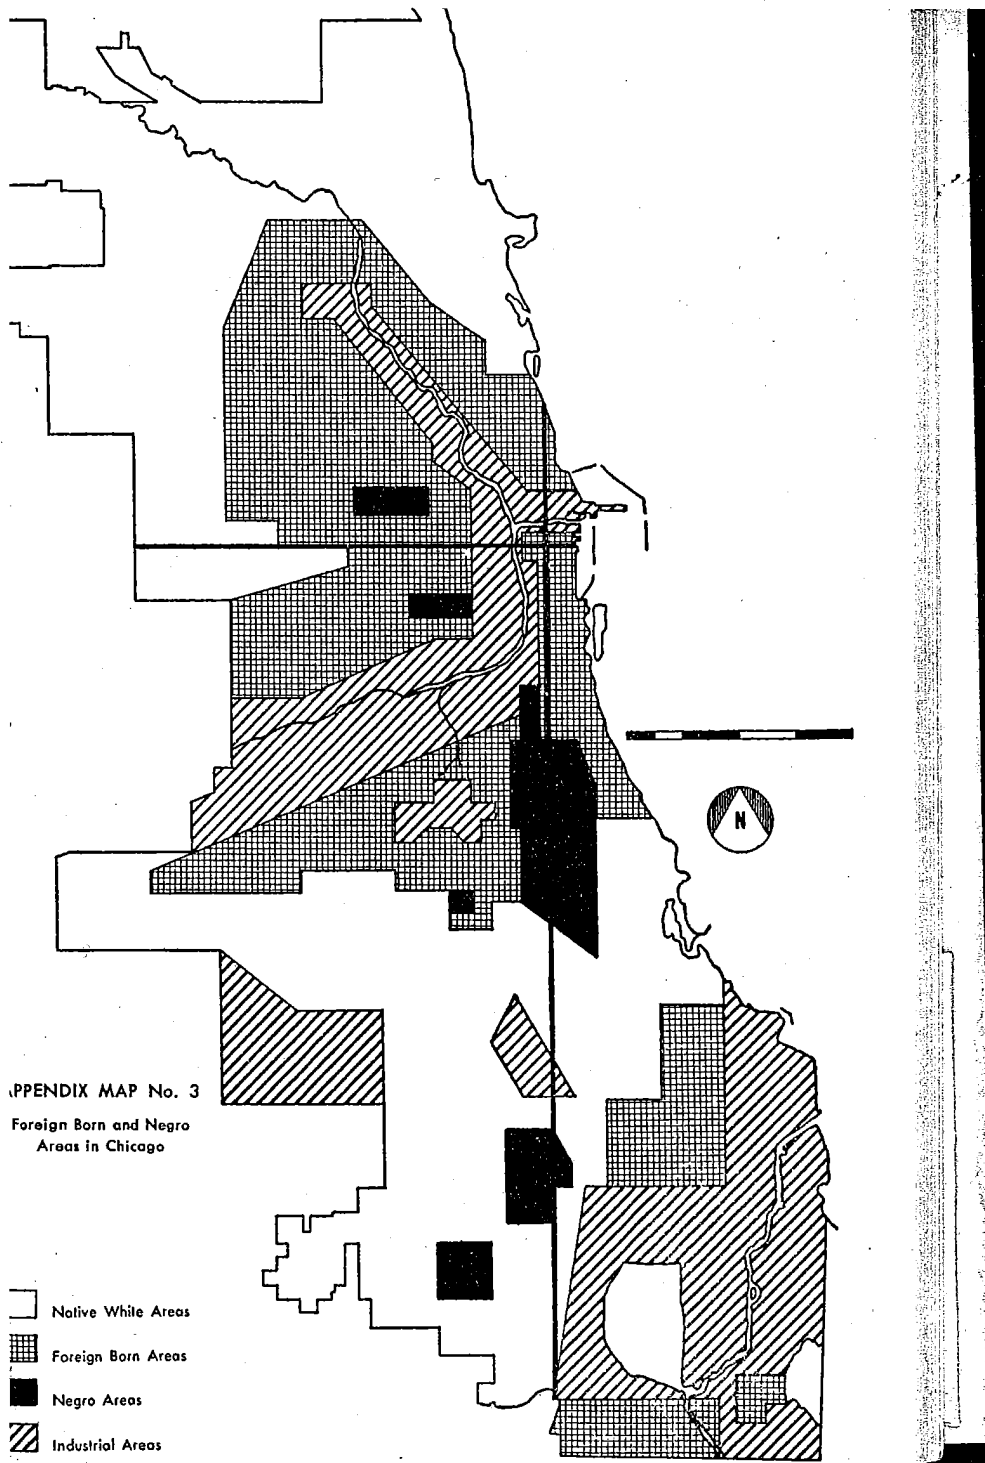 N
APPENDIX MAP No. 3
Foreign Born and Negro
Areas in Chicago
Native White Areas
Foreign Born Areas
Negro Areas
Industrial Areas